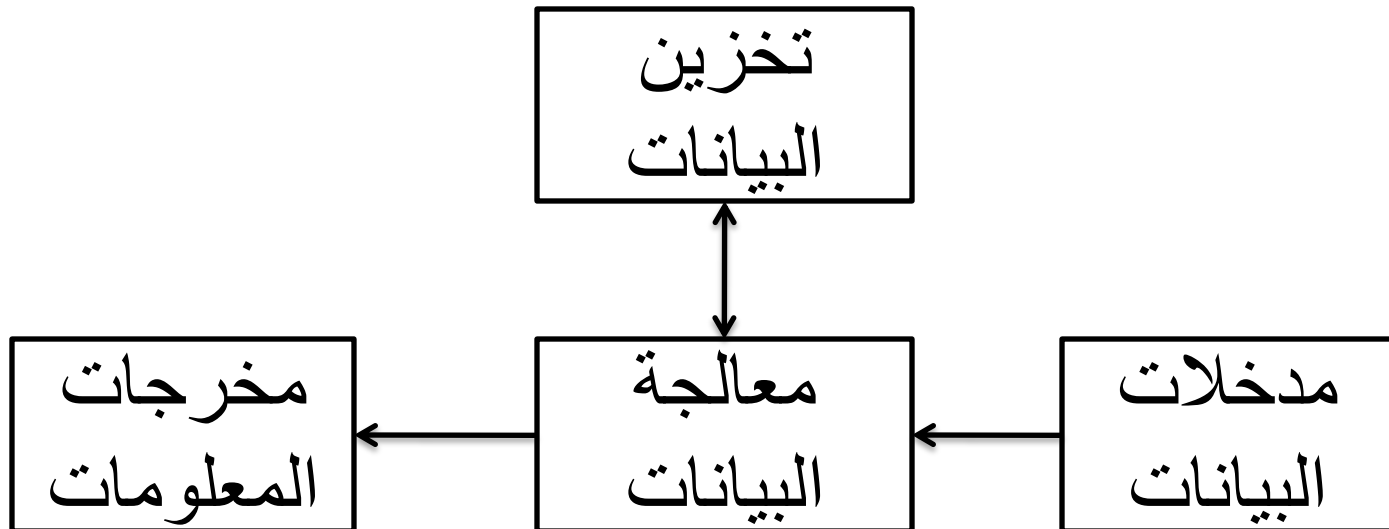 تخزين
البيانات
مدخلات
البيانات
معالجة
البيانات
مخرجات
المعلومات